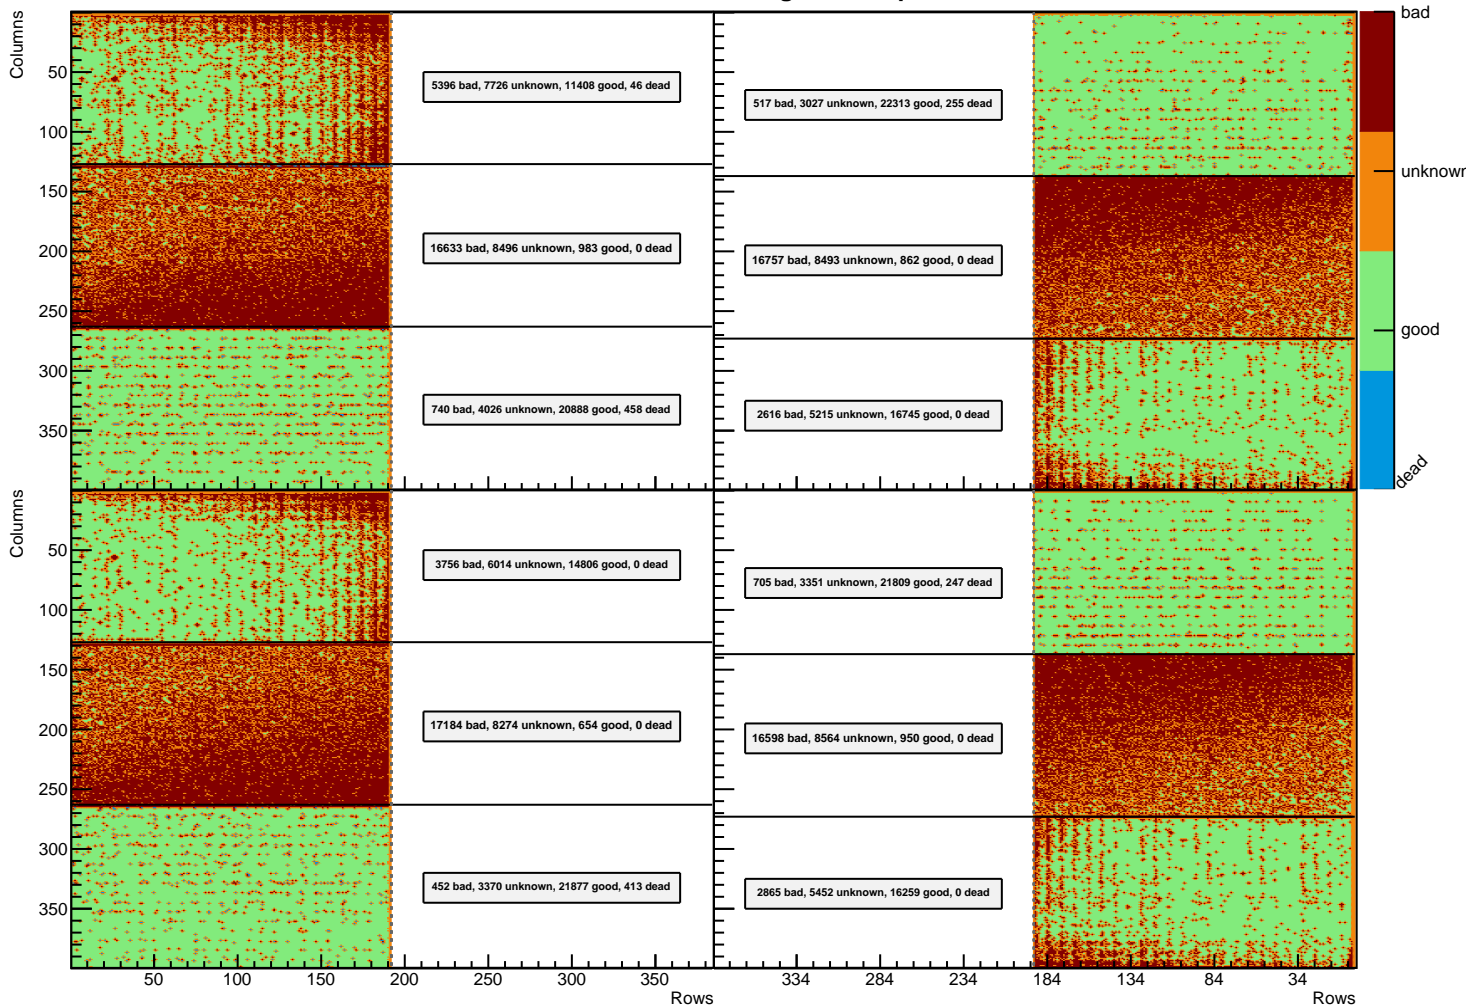 bad
unknown
good
dead
Columns
50
100
150
200
250
300
350
5396 bad, 7726 unknown, 11408 good, 46 dead
16633 bad, 8496 unknown, 983 good, 0 dead
740 bad, 4026 unknown, 20888 good, 458 dead
517 bad, 3027 unknown, 22313 good, 255 dead
16757 bad, 8493 unknown, 862 good, 0 dead
2616 bad, 5215 unknown, 16745 good, 0 dead
Columns
50
100
150
200
250
300
350
3756 bad, 6014 unknown, 14806 good, 0 dead
17184 bad, 8274 unknown, 654 good, 0 dead
452 bad, 3370 unknown, 21877 good, 413 dead
705 bad, 3351 unknown, 21809 good, 247 dead
16598 bad, 8564 unknown, 950 good, 0 dead
2865 bad, 5452 unknown, 16259 good, 0 dead
50 100 150 200 250 300 350
Rows
334 284 234 184 134 84 34
Rows